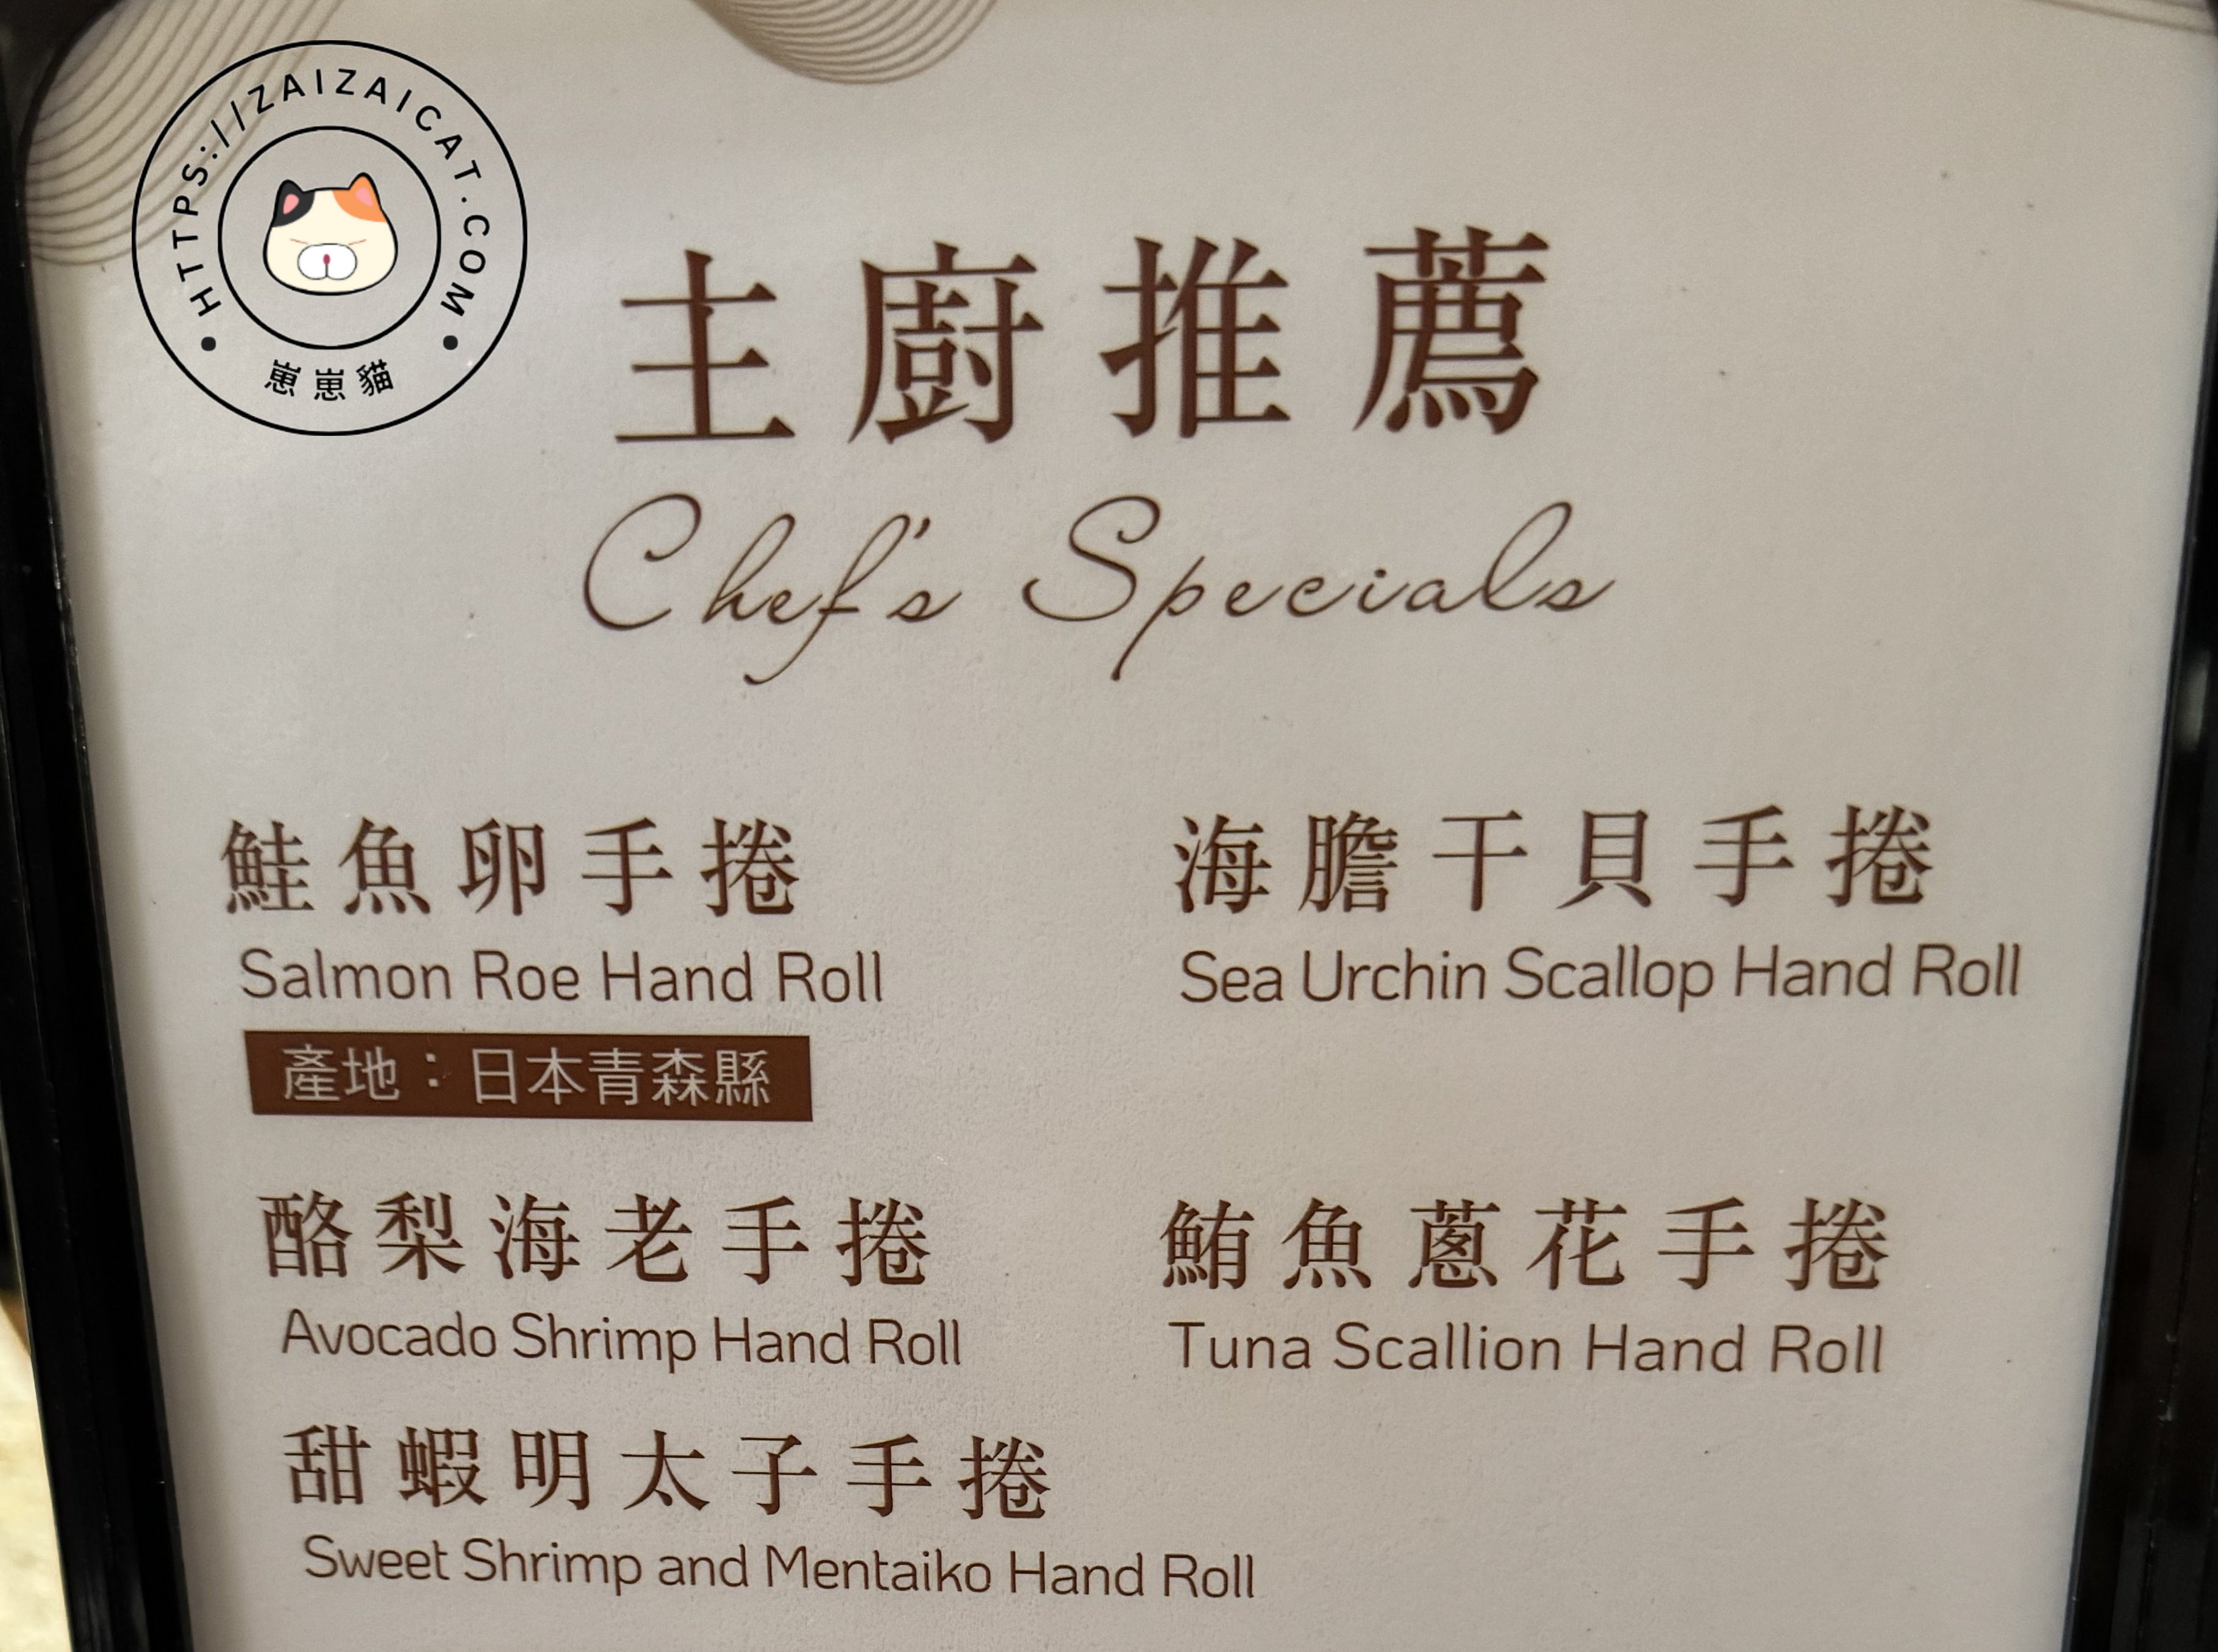 HTTPS://ZAIZAICAT.COM
崽崽貓
主廚推薦
Chef's Specials
鮭魚卵手捲
Salmon Roe Hand Roll
產地：日本青森縣
海膽干貝手捲
Sea Urchin Scallop Hand Roll
酪梨海老手捲
Avocado Shrimp Hand Roll
鮪魚蔥花手捲
Tuna Scallion Hand Roll
甜蝦明太子手捲
Sweet Shrimp and Mentaiko Hand Roll